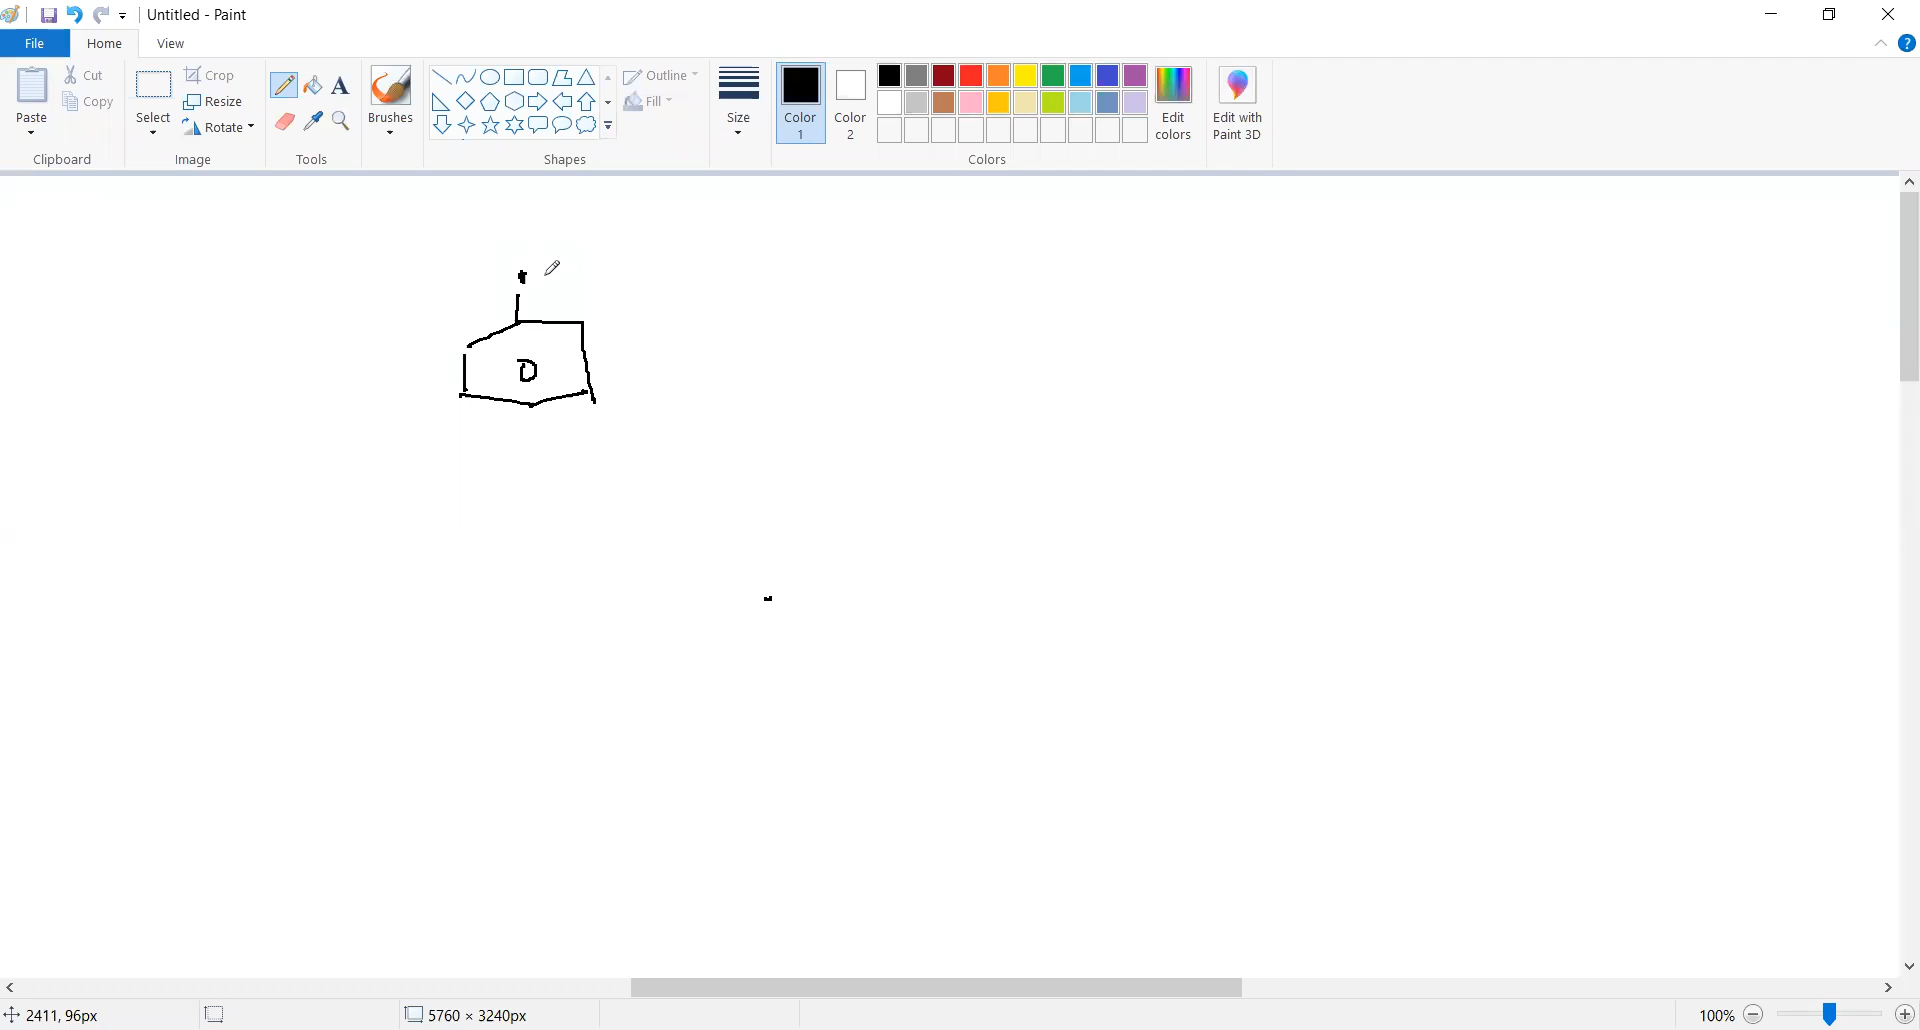 Untitled - Paint
File Home View
Paste Cut Copy Clipboard
Select Crop Resize Rotate Image
Tools
Brushes
Outline Fill Shapes
Size
Color 1 Color 2 Edit colors Colors
Edit with Paint 3D
D
2411, 96px 5760 × 3240px 100%